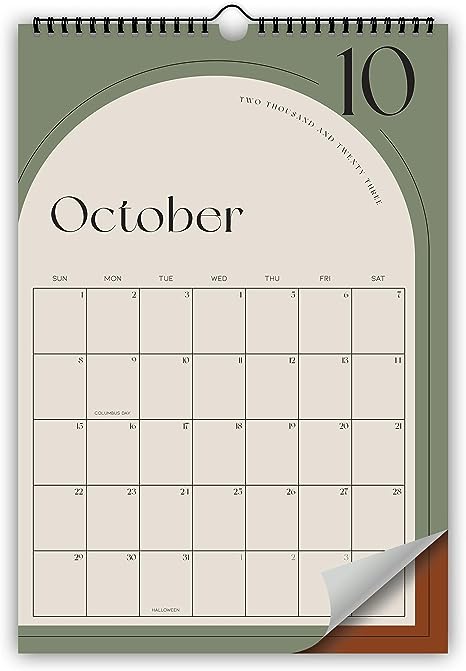 10
TWO THOUSAND AND TWENTY THREE
October
SUN MON TUE WED THU FRI SAT
1 2 3 4 5 6 7
8 9 10 11 12 13 14
COLUMBUS DAY
15 16 17 18 19 20 21
22 23 24 25 26 27 28
29 30 31 1 2 3
HALLOWEEN